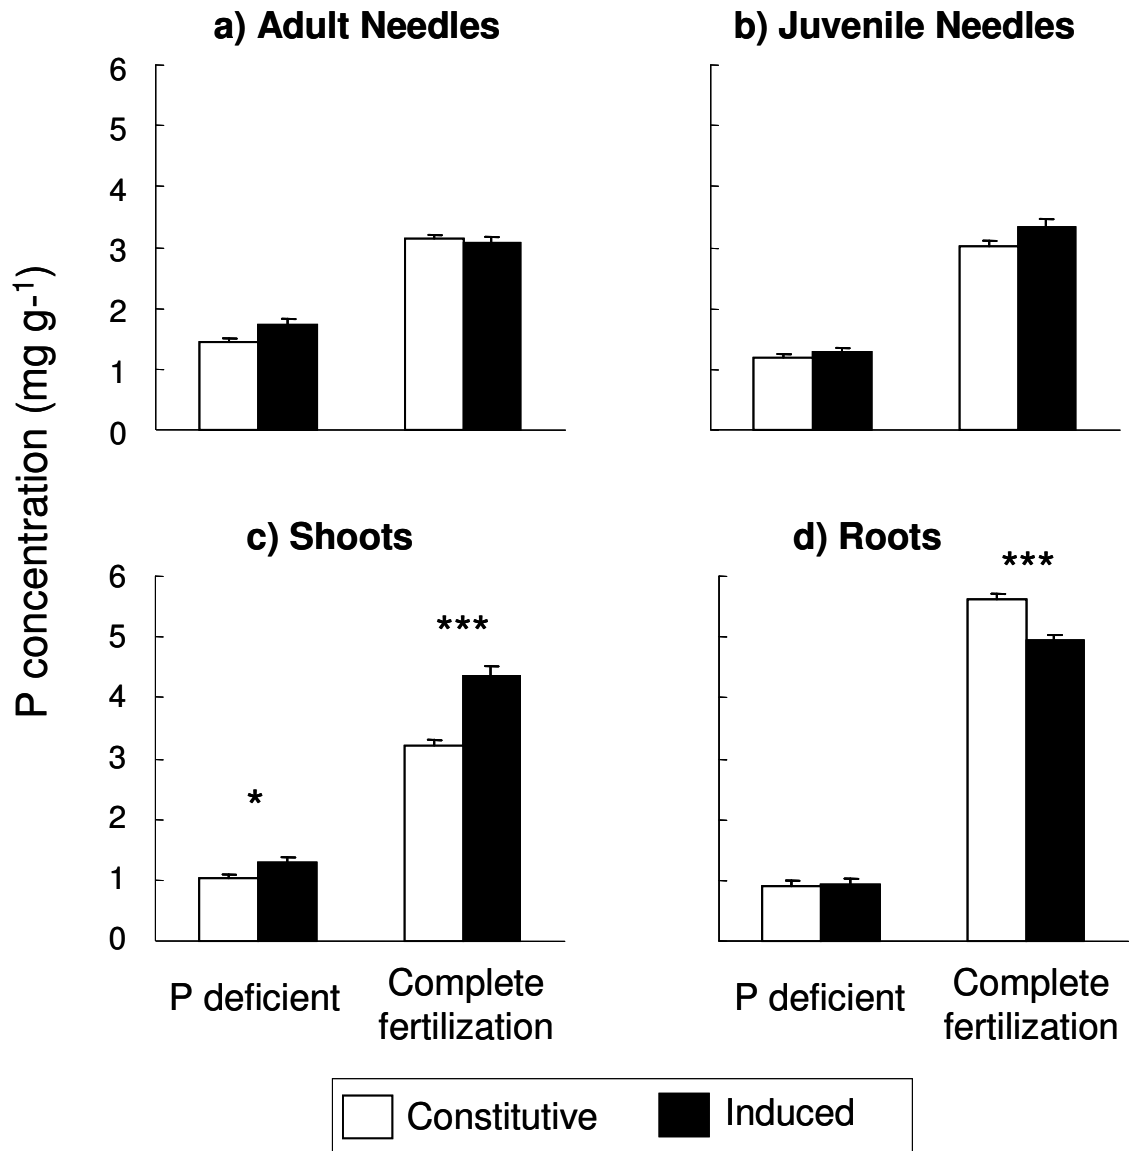 a) Adult Needles
b) Juvenile Needles
P concentration (mg g-1)
6
5
4
3
2
1
0
c) Shoots
d) Roots
***
6
5
4
3
2
1
0
***
*
P deficient
Complete
fertilization
P deficient
Complete
fertilization
Constitutive
Induced